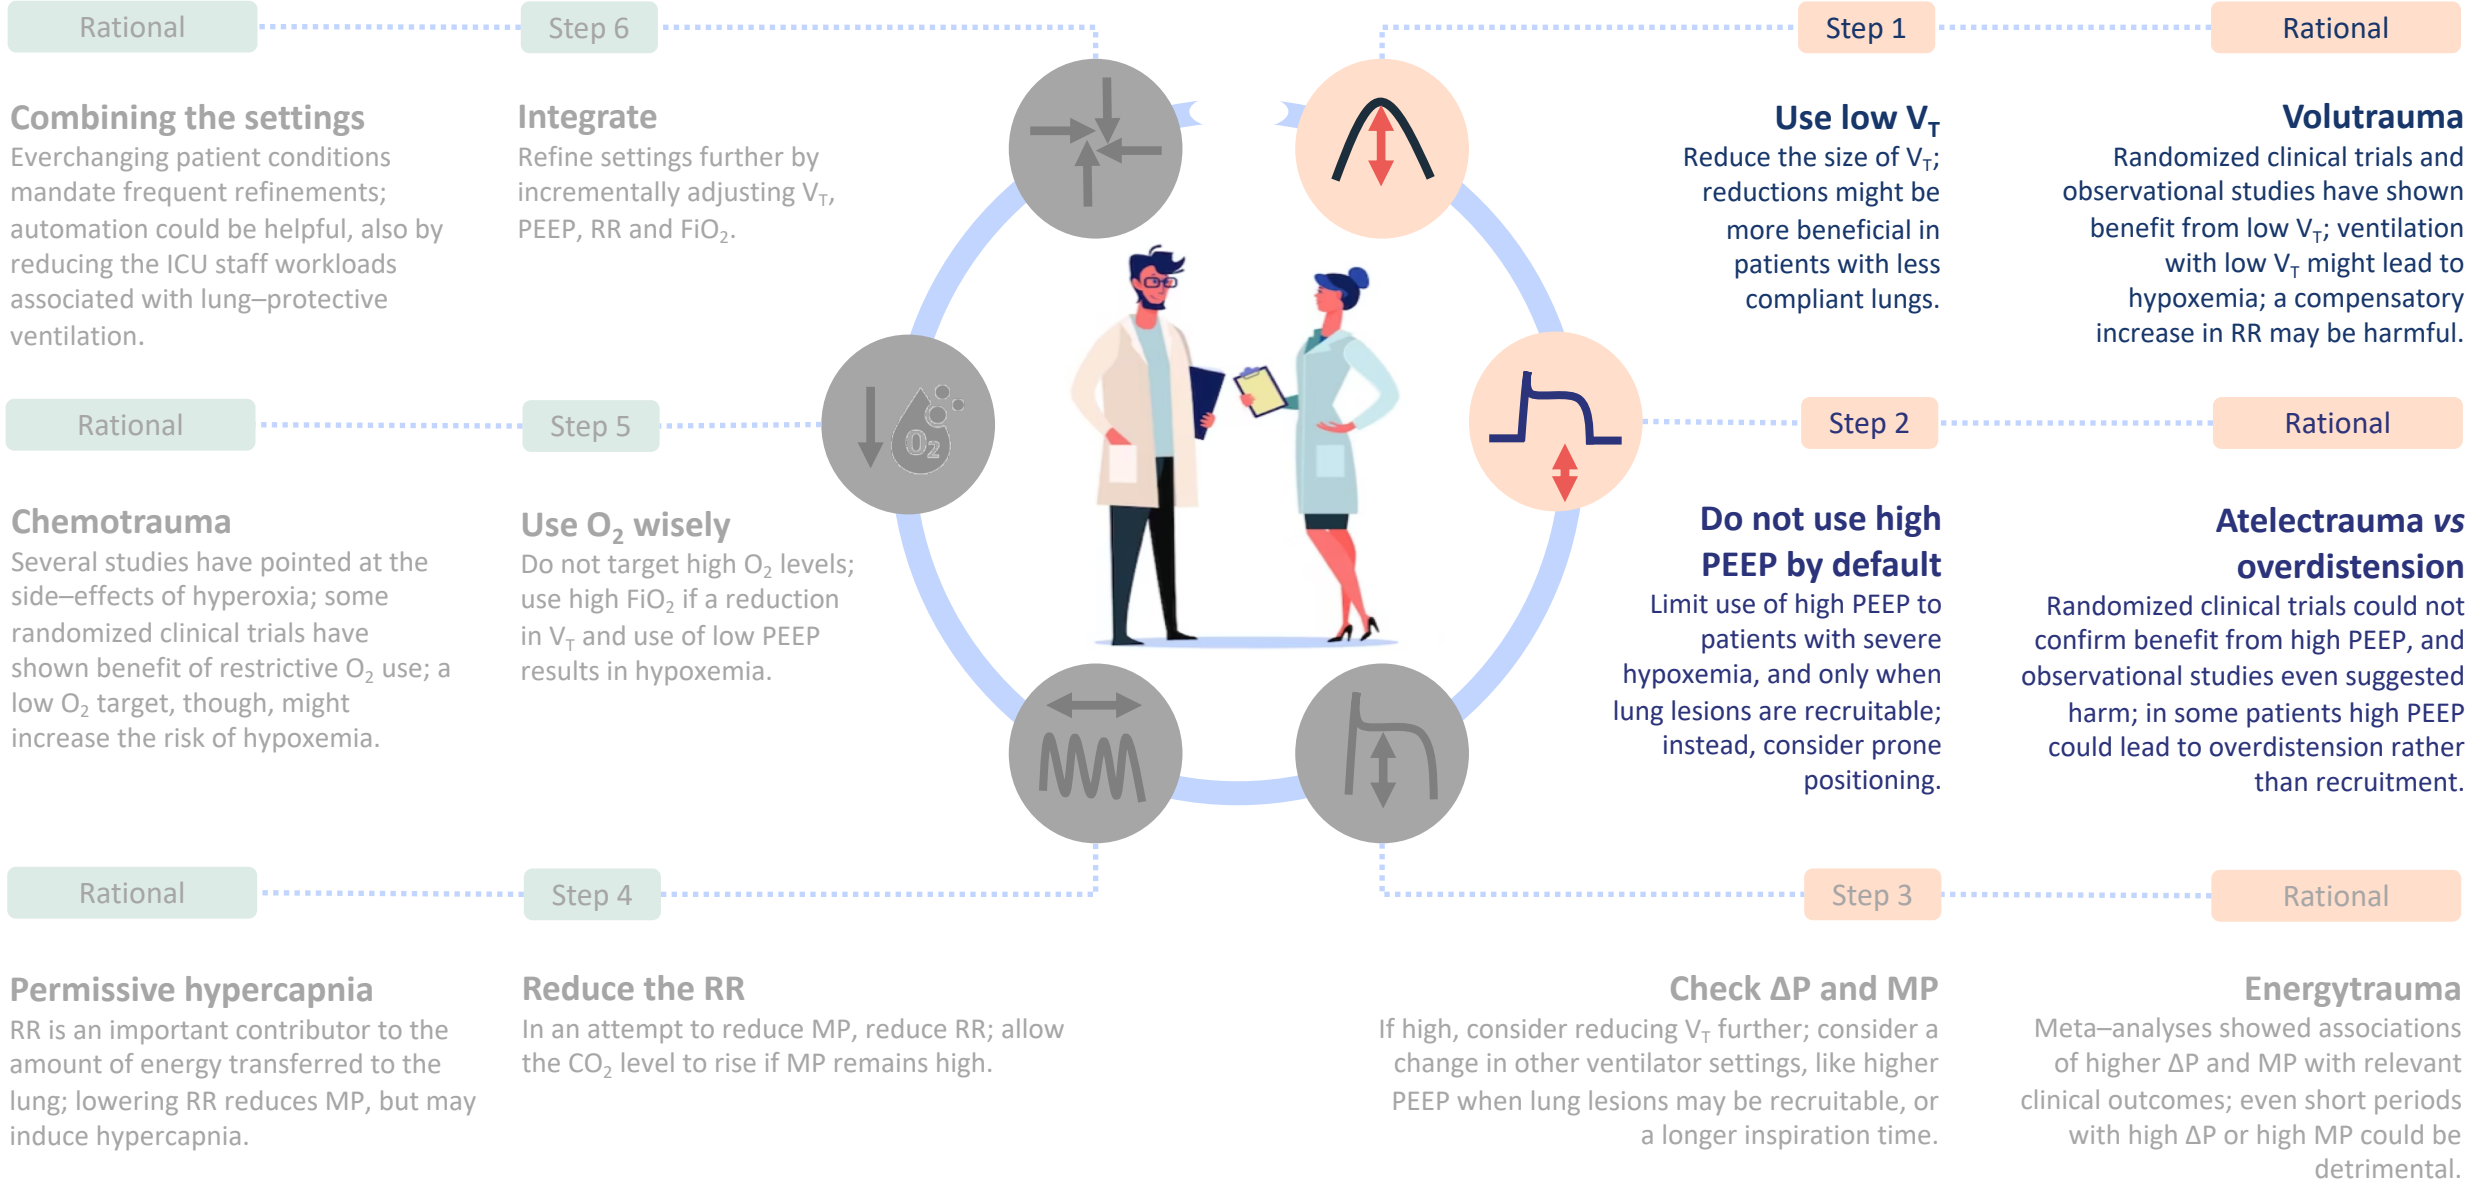 Rational
Step 6
Step 1
Rational
Combining the settings
Everchanging patient conditions
mandate frequent refinements;
automation could be helpful, also by
reducing the ICU staff workloads
associated with lung–protective
ventilation.
Integrate
Refine settings further by
incrementally adjusting V_T,
PEEP, RR and FiO₂.
Use low V_T
Reduce the size of V_T;
reductions might be
more beneficial in
patients with less
compliant lungs.
Volutrauma
Randomized clinical trials and
observational studies have shown
benefit from low V_T; ventilation
with low V_T might lead to
hypoxemia; a compensatory
increase in RR may be harmful.
Rational
Step 5
O₂
Step 2
Rational
Chemotrauma
Several studies have pointed at the
side–effects of hyperoxia; some
randomized clinical trials have
shown benefit of restrictive O₂ use; a
low O₂ target, though, might
increase the risk of hypoxemia.
Use O₂ wisely
Do not target high O₂ levels;
use high FiO₂ if a reduction
in V_T and use of low PEEP
results in hypoxemia.
Do not use high
PEEP by default
Limit use of high PEEP to
patients with severe
hypoxemia, and only when
lung lesions are recruitable;
instead, consider prone
positioning.
Atelectrauma vs
overdistension
Randomized clinical trials could not
confirm benefit from high PEEP, and
observational studies even suggested
harm; in some patients high PEEP
could lead to overdistension rather
than recruitment.
Rational
Step 4
Step 3
Rational
Permissive hypercapnia
RR is an important contributor to the
amount of energy transferred to the
lung; lowering RR reduces MP, but may
induce hypercapnia.
Reduce the RR
In an attempt to reduce MP, reduce RR; allow
the CO₂ level to rise if MP remains high.
Check ΔP and MP
If high, consider reducing V_T further; consider a
change in other ventilator settings, like higher
PEEP when lung lesions may be recruitable, or
a longer inspiration time.
Energytrauma
Meta–analyses showed associations
of higher ΔP and MP with relevant
clinical outcomes; even short periods
with high ΔP or high MP could be
detrimental.